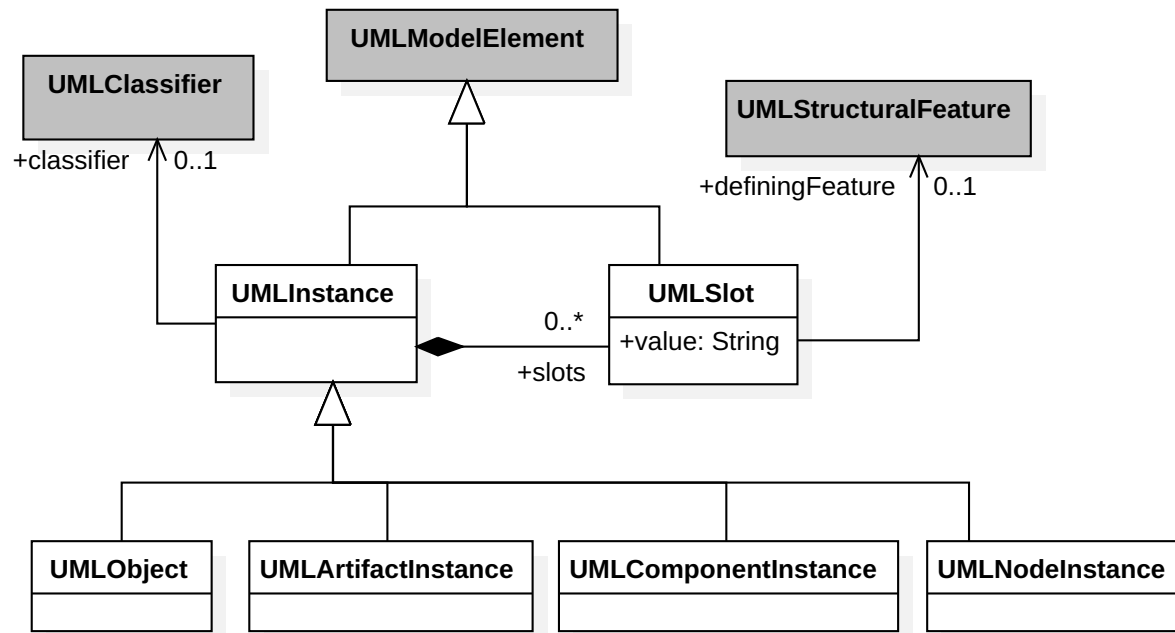 UMLModelElement
UMLClassifier
UMLStructuralFeature
+classifier
0..1
+definingFeature
0..1
UMLInstance
UMLSlot
0..*
+value: String
+slots
UMLObject
UMLArtifactInstance
UMLComponentInstance
UMLNodeInstance